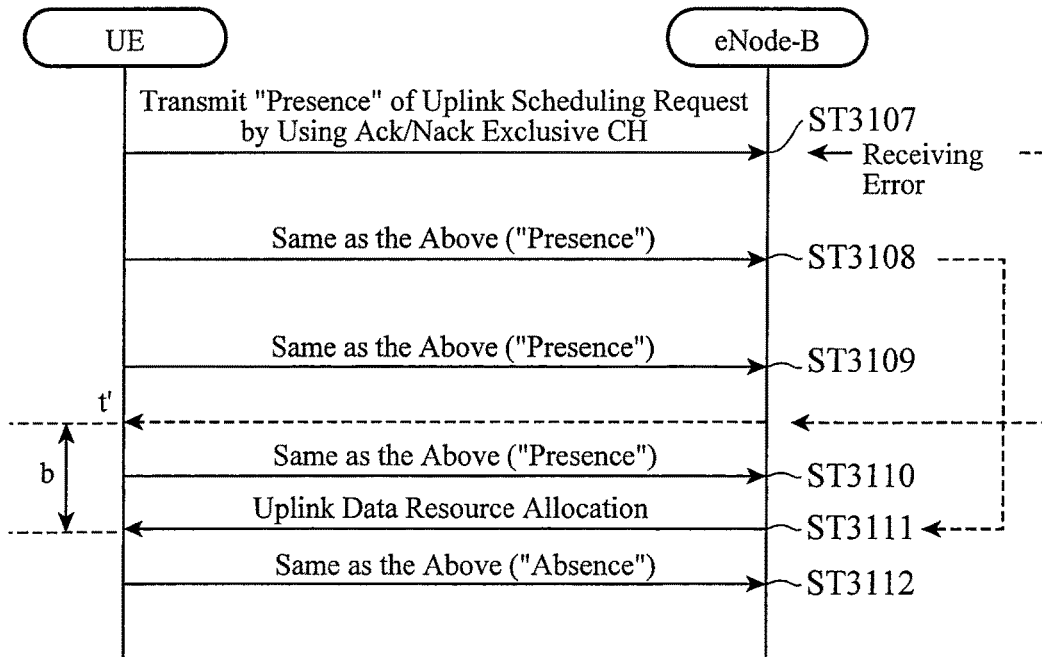 UE
eNode-B
Transmit "Presence" of Uplink Scheduling Request
by Using Ack/Nack Exclusive CH
ST3107
Receiving
Error
Same as the Above ("Presence")
ST3108
Same as the Above ("Presence")
ST3109
t'
b
Same as the Above ("Presence")
ST3110
Uplink Data Resource Allocation
ST3111
Same as the Above ("Absence")
ST3112